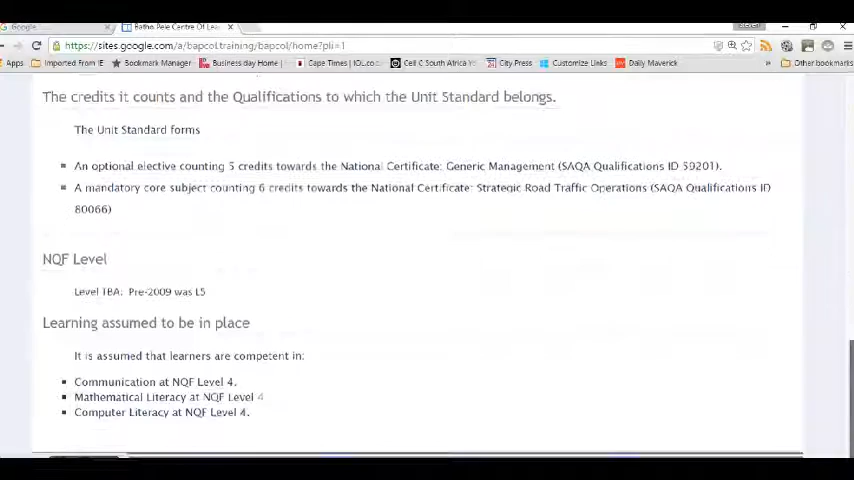 Google
Batho Pele Centre Of Lea
https://sites.google.com/a/bapcol.training/bapcol/home?pli=1
Apps Imported From IE Bookmark Manager Business day Home | Cape Times | IOL.co Cell C South Africa City Press Customize Links Daily Maverick » Other bookmarks
The credits it counts and the Qualifications to which the Unit Standard belongs.
The Unit Standard forms
An optional elective counting 5 credits towards the National Certificate: Generic Management (SAQA Qualifications ID 59201).
A mandatory core subject counting 6 credits towards the National Certificate: Strategic Road Traffic Operations (SAQA Qualifications ID
80066)
NQF Level
Level TBA: Pre-2009 was L5
Learning assumed to be in place
It is assumed that learners are competent in:
Communication at NQF Level 4.
Mathematical Literacy at NQF Level 4
Computer Literacy at NQF Level 4.